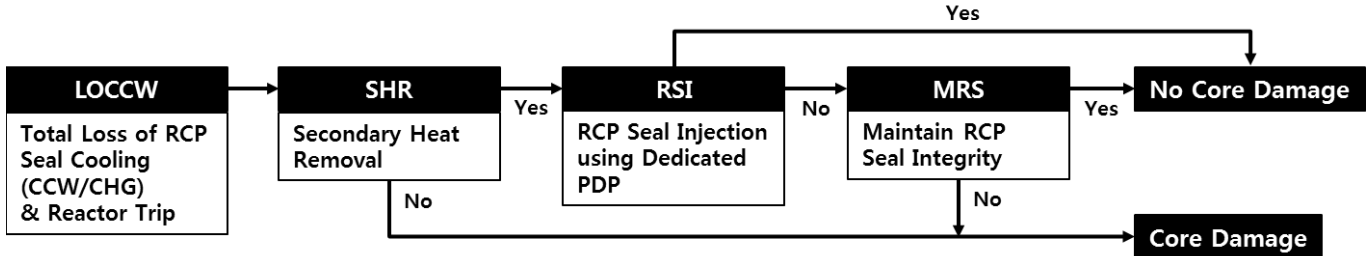 Yes
LOCCW
Total Loss of RCP
Seal Cooling
(CCW/CHG)
& Reactor Trip
SHR
Secondary Heat
Removal
Yes
No
RSI
RCP Seal Injection
using Dedicated
PDP
No
MRS
Maintain RCP
Seal Integrity
Yes
No
No Core Damage
Core Damage